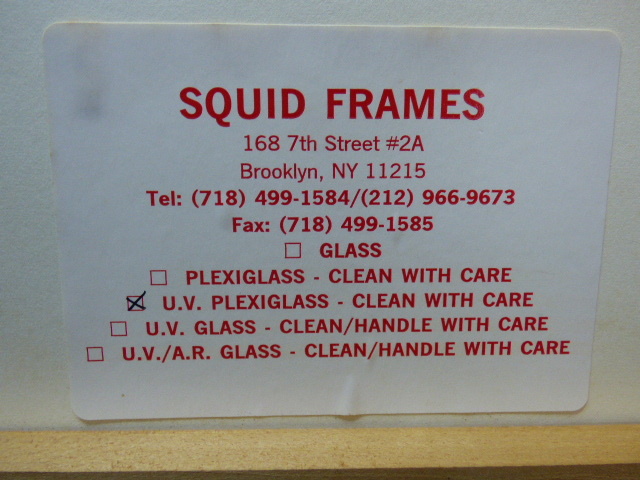 SQUID FRAMES
168 7th Street #2A
Brooklyn, NY 11215
Tel: (718) 499-1584/(212) 966-9673
Fax: (718) 499-1585
☐ GLASS
☐ PLEXIGLASS - CLEAN WITH CARE
☒ U.V. PLEXIGLASS - CLEAN WITH CARE
☐ U.V. GLASS - CLEAN/HANDLE WITH CARE
☐ U.V./A.R. GLASS - CLEAN/HANDLE WITH CARE